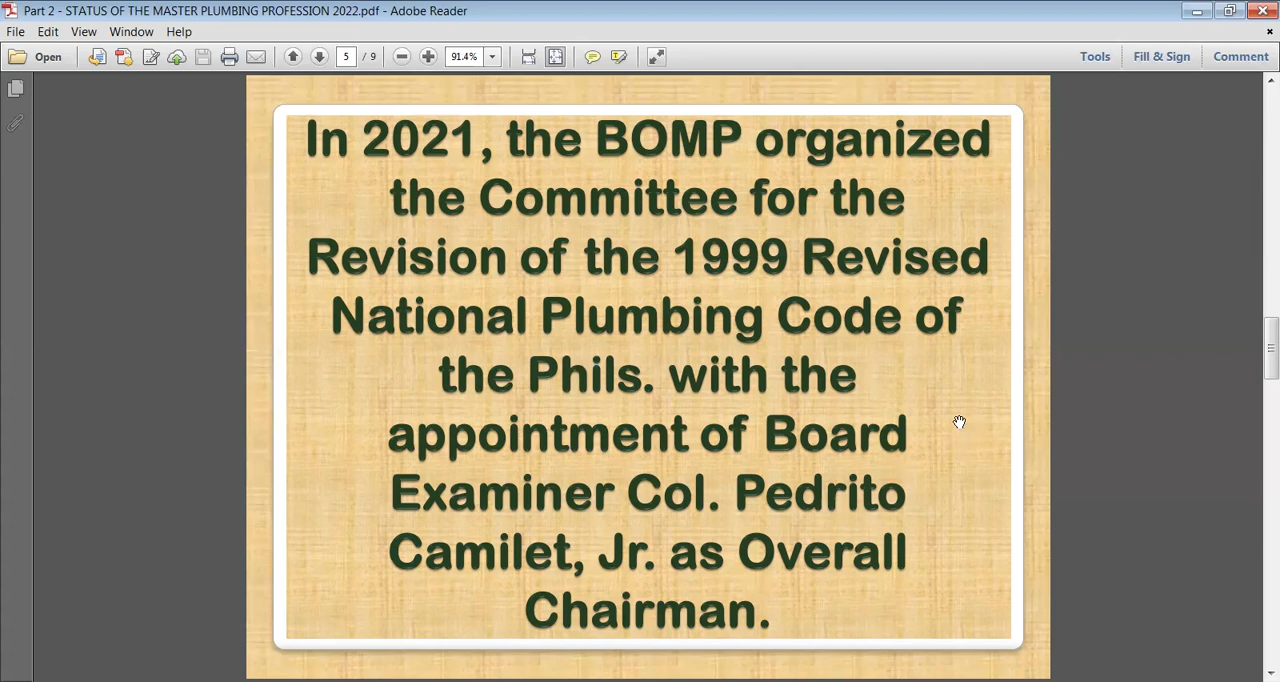 Part 2 - STATUS OF THE MASTER PLUMBING PROFESSION 2022.pdf - Adobe Reader
File Edit View Window Help
Open 5 / 9 91.4% Tools Fill & Sign Comment
In 2021, the BOMP organized
the Committee for the
Revision of the 1999 Revised
National Plumbing Code of
the Phils. with the
appointment of Board
Examiner Col. Pedrito
Camilet, Jr. as Overall
Chairman.